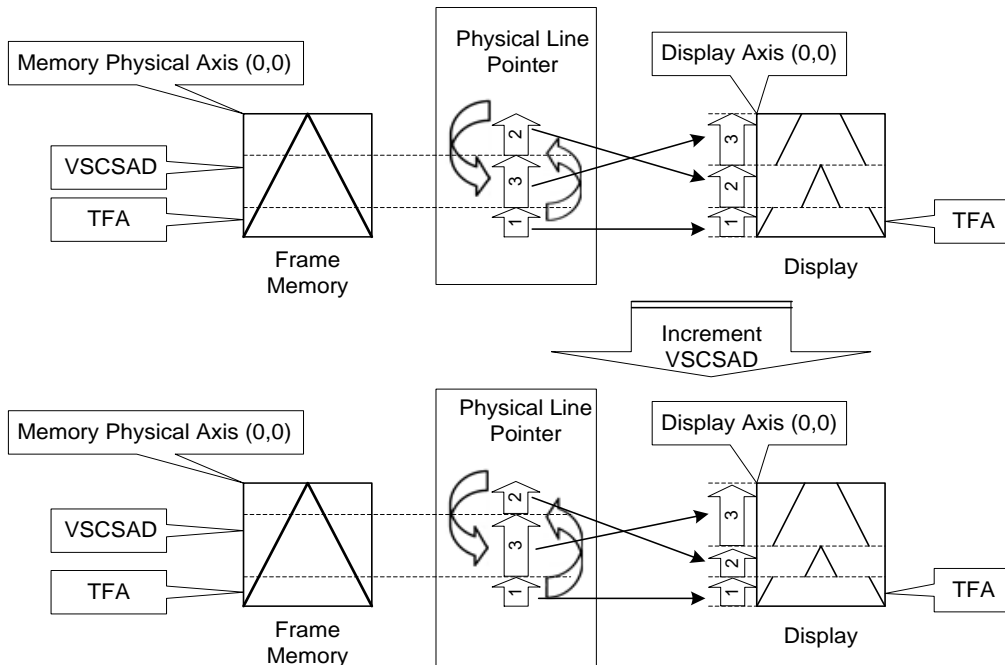 Physical Line
Pointer
Memory Physical Axis (0,0)
Display Axis (0,0)
VSCSAD
TFA
2
3
1
3
2
1
TFA
Frame
Memory
Display
Increment
VSCSAD
Physical Line
Pointer
Memory Physical Axis (0,0)
Display Axis (0,0)
VSCSAD
TFA
2
3
1
3
2
1
TFA
Frame
Memory
Display